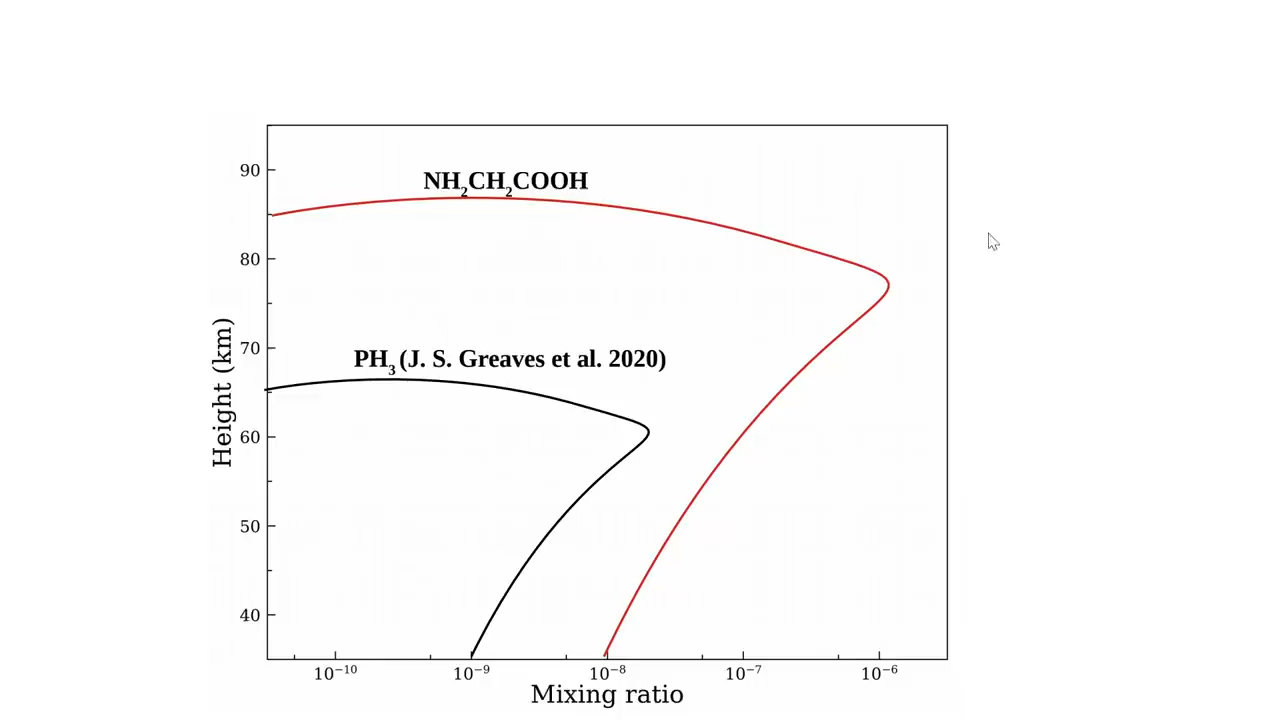 NH₂CH₂COOH
PH₃ (J. S. Greaves et al. 2020)
Height (km)
90
80
70
60
50
40
10⁻¹⁰ 10⁻⁹ 10⁻⁸ 10⁻⁷ 10⁻⁶
Mixing ratio